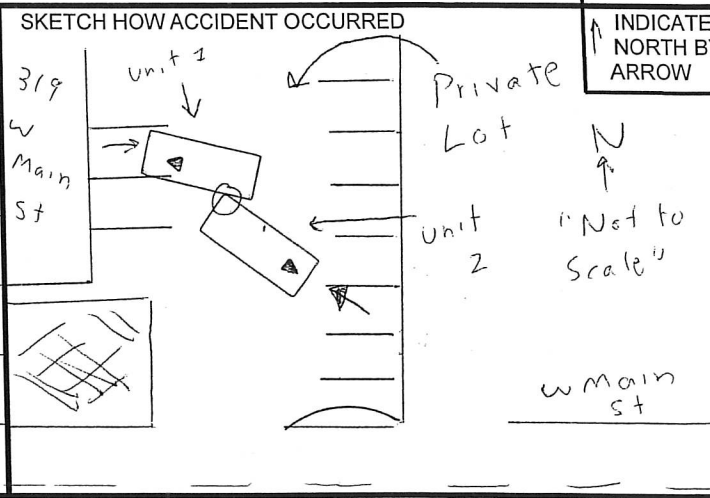 SKETCH HOW ACCIDENT OCCURRED
INDICATE
NORTH BY
ARROW
319
W
Main
St
unit 1
Private
Lot
N
unit
2
"Not to
Scale"
W Main
St